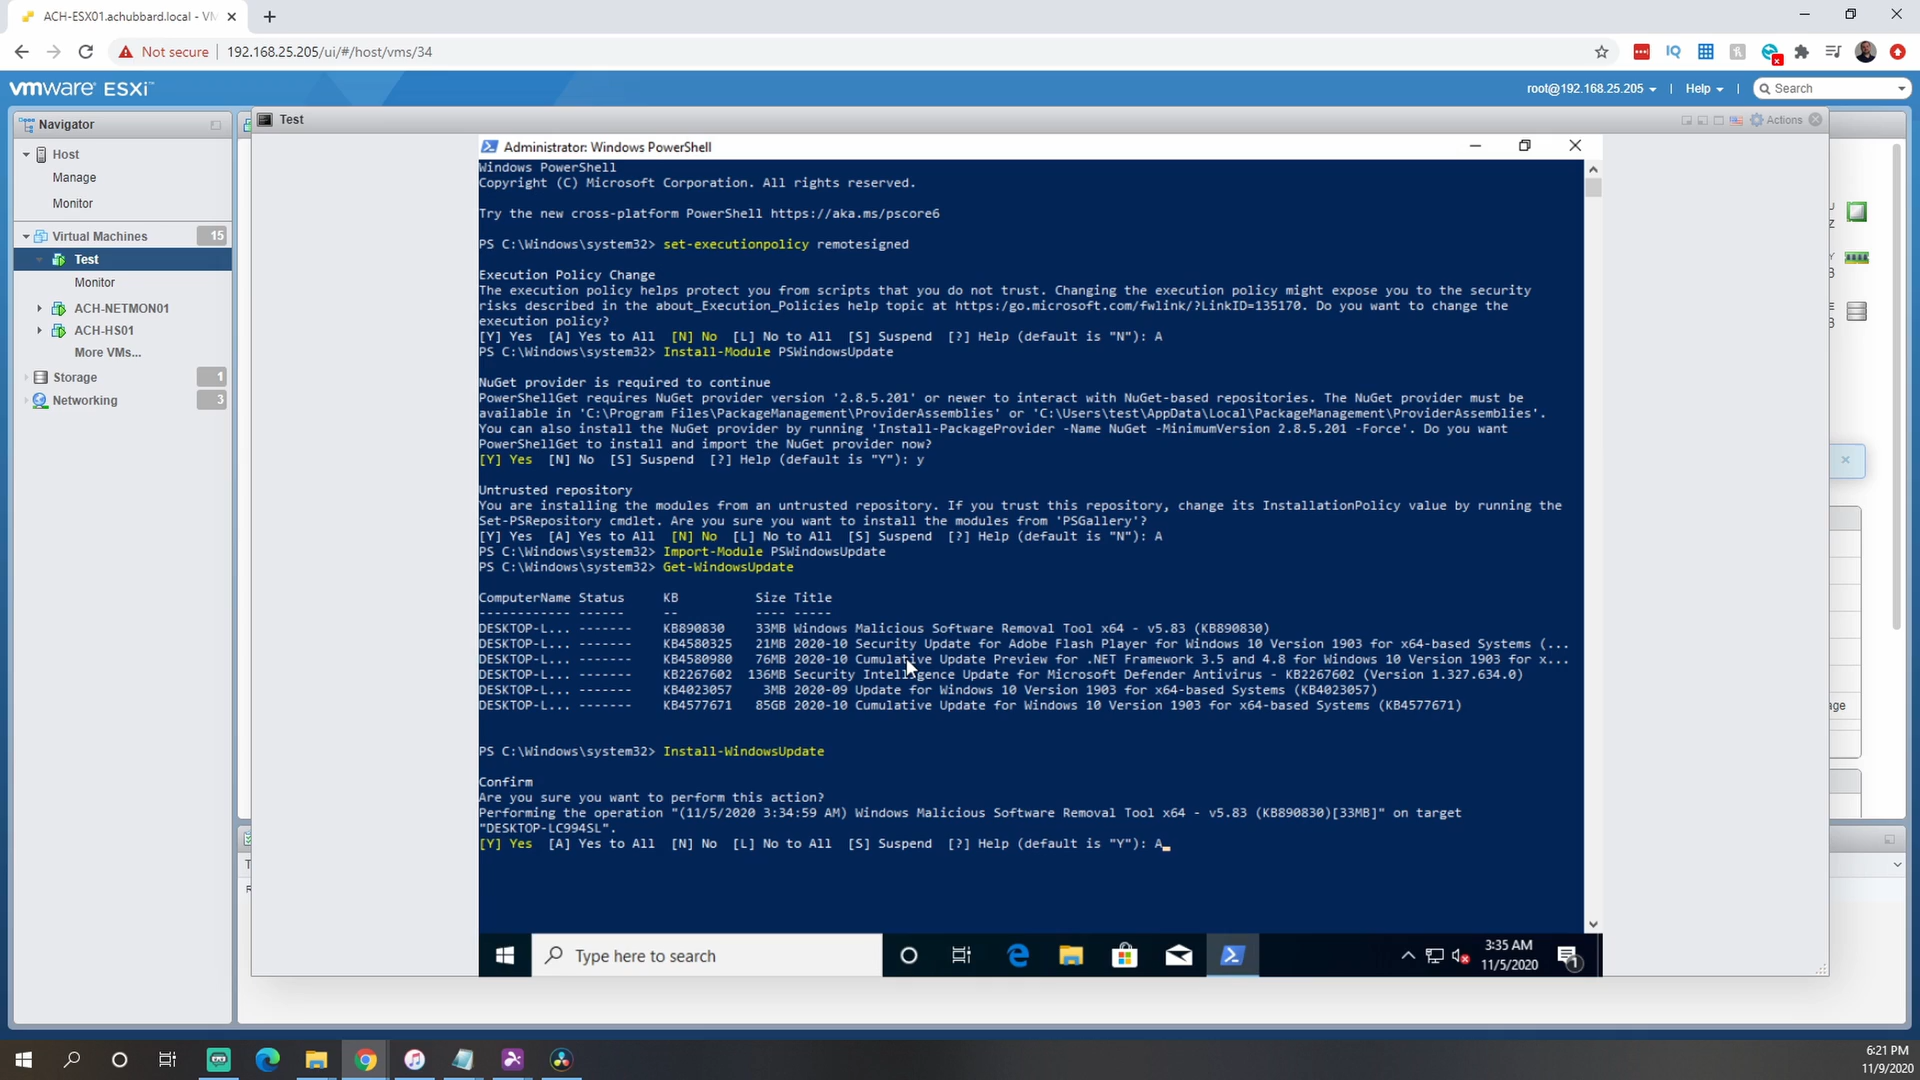 ACH-ESX01.achubbard.local - VM
Not secure
192.168.25.205/ui/#/host/vms/34
IQ
vmware ESXi
root@192.168.25.205
Help
Search
Navigator
Host
Manage
Monitor
Virtual Machines
15
Test
Monitor
ACH-NETMON01
ACH-HS01
More VMs...
Storage
1
Networking
3
Test
Actions
Administrator: Windows PowerShell
Windows PowerShell
Copyright (C) Microsoft Corporation. All rights reserved.
Try the new cross-platform PowerShell https://aka.ms/pscore6
PS C:\Windows\system32> set-executionpolicy remotesigned
Execution Policy Change
The execution policy helps protect you from scripts that you do not trust. Changing the execution policy might expose you to the security
risks described in the about_Execution_Policies help topic at https:/go.microsoft.com/fwlink/?LinkID=135170. Do you want to change the
execution policy?
[Y] Yes  [A] Yes to All  [N] No  [L] No to All  [S] Suspend  [?] Help (default is "N"): A
PS C:\Windows\system32> Install-Module PSWindowsUpdate
NuGet provider is required to continue
PowerShellGet requires NuGet provider version '2.8.5.201' or newer to interact with NuGet-based repositories. The NuGet provider must be
available in 'C:\Program Files\PackageManagement\ProviderAssemblies' or 'C:\Users\test\AppData\Local\PackageManagement\ProviderAssemblies'.
You can also install the NuGet provider by running 'Install-PackageProvider -Name NuGet -MinimumVersion 2.8.5.201 -Force'. Do you want
PowerShellGet to install and import the NuGet provider now?
[Y] Yes  [N] No  [S] Suspend  [?] Help (default is "Y"): y
Untrusted repository
You are installing the modules from an untrusted repository. If you trust this repository, change its InstallationPolicy value by running the
Set-PSRepository cmdlet. Are you sure you want to install the modules from 'PSGallery'?
[Y] Yes  [A] Yes to All  [N] No  [L] No to All  [S] Suspend  [?] Help (default is "N"): A
PS C:\Windows\system32> Import-Module PSWindowsUpdate
PS C:\Windows\system32> Get-WindowsUpdate
ComputerName Status     KB          Size Title
------------ ------     --          ---- -----
DESKTOP-L... -------    KB890830    33MB Windows Malicious Software Removal Tool x64 - v5.83 (KB890830)
DESKTOP-L... -------    KB4580325   21MB 2020-10 Security Update for Adobe Flash Player for Windows 10 Version 1903 for x64-based Systems (...
DESKTOP-L... -------    KB4580980   76MB 2020-10 Cumulative Update Preview for .NET Framework 3.5 and 4.8 for Windows 10 Version 1903 for x...
DESKTOP-L... -------    KB2267602  136MB Security Intelligence Update for Microsoft Defender Antivirus - KB2267602 (Version 1.327.634.0)
DESKTOP-L... -------    KB4023057    3MB 2020-09 Update for Windows 10 Version 1903 for x64-based Systems (KB4023057)
DESKTOP-L... -------    KB4577671   85GB 2020-10 Cumulative Update for Windows 10 Version 1903 for x64-based Systems (KB4577671)
PS C:\Windows\system32> Install-WindowsUpdate
Confirm
Are you sure you want to perform this action?
Performing the operation "(11/5/2020 3:34:59 AM) Windows Malicious Software Removal Tool x64 - v5.83 (KB890830)[33MB]" on target
"DESKTOP-LC994SL".
[Y] Yes  [A] Yes to All  [N] No  [L] No to All  [S] Suspend  [?] Help (default is "Y"): A
Type here to search
3:35 AM
11/5/2020
1
6:21 PM
11/9/2020